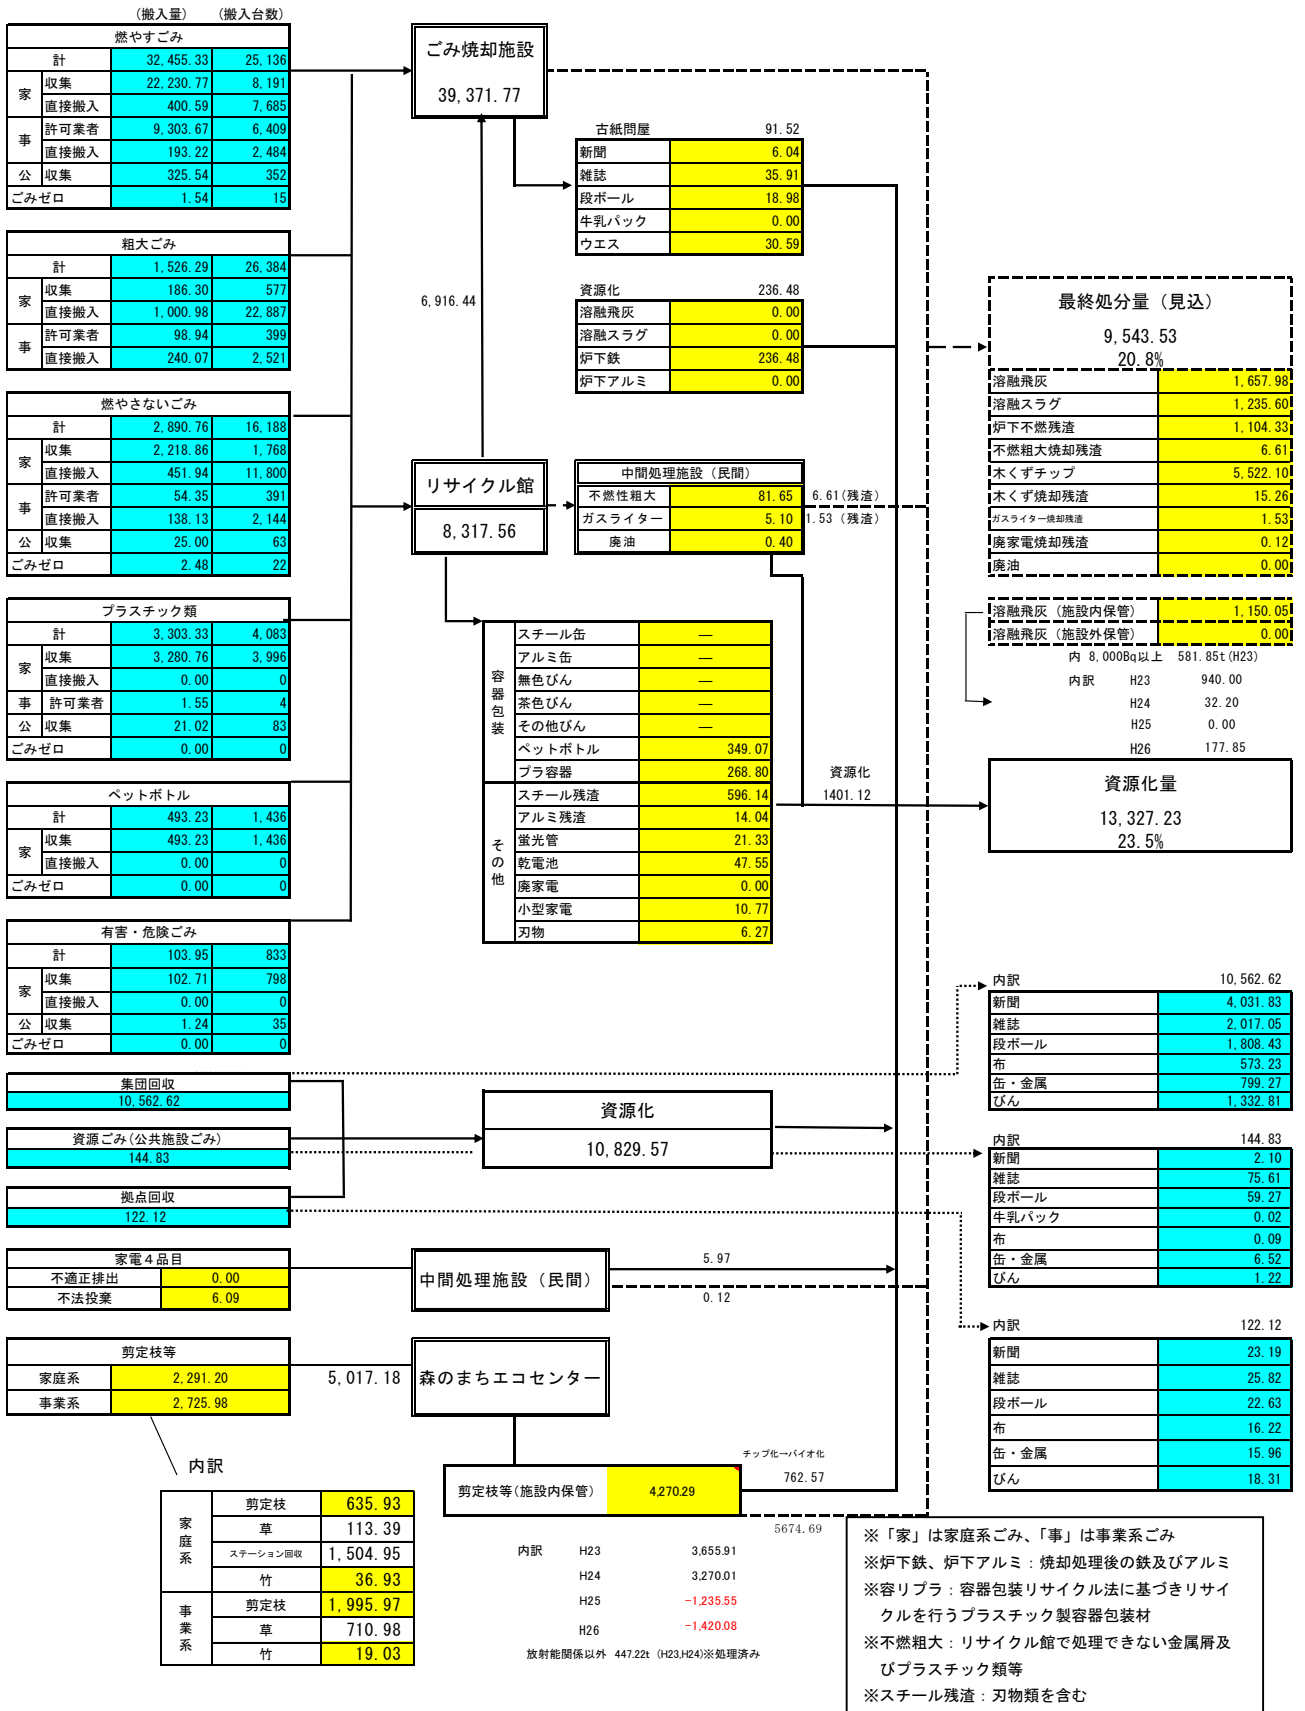 (搬入量) (搬入台数)
燃やすごみ
計 32,455.33 25,136
家 収集 22,230.77 8,191
直接搬入 400.59 7,685
事 許可業者 9,303.67 6,409
直接搬入 193.22 2,484
公 収集 325.54 352
ごみゼロ 1.54 15
粗大ごみ
計 1,526.29 26,384
家 収集 186.30 577
直接搬入 1,000.98 22,887
事 許可業者 98.94 399
直接搬入 240.07 2,521
燃やさないごみ
計 2,890.76 16,188
家 収集 2,218.86 1,768
直接搬入 451.94 11,800
事 許可業者 54.35 391
直接搬入 138.13 2,144
公 収集 25.00 63
ごみゼロ 2.48 22
プラスチック類
計 3,303.33 4,083
家 収集 3,280.76 3,996
直接搬入 0.00 0
事 許可業者 1.55 4
公 収集 21.02 83
ごみゼロ 0.00 0
ペットボトル
計 493.23 1,436
家 収集 493.23 1,436
直接搬入 0.00 0
ごみゼロ 0.00 0
有害・危険ごみ
計 103.95 833
家 収集 102.71 798
直接搬入 0.00 0
公 収集 1.24 35
ごみゼロ 0.00 0
集団回収
10,562.62
資源ごみ(公共施設ごみ)
144.83
拠点回収
122.12
家電４品目
不適正排出 0.00
不法投棄 6.09
剪定枝等
家庭系 2,291.20
事業系 2,725.98
内訳
家庭系 剪定枝 635.93
草 113.39
ステーション回収 1,504.95
竹 36.93
事業系 剪定枝 1,995.97
草 710.98
竹 19.03
ごみ焼却施設
39,371.77
6,916.44
リサイクル館
8,317.56
古紙問屋 91.52
新聞 6.04
雑誌 35.91
段ボール 18.98
牛乳パック 0.00
ウエス 30.59
資源化 236.48
溶融飛灰 0.00
溶融スラグ 0.00
炉下鉄 236.48
炉下アルミ 0.00
中間処理施設（民間）
不燃性粗大 81.65 6.61(残渣)
ガスライター 5.10 1.53（残渣）
廃油 0.40
容器包装 スチール缶 ―
アルミ缶 ―
無色びん ―
茶色びん ―
その他びん ―
ペットボトル 349.07
プラ容器 268.80
その他 スチール残渣 596.14
アルミ残渣 14.04
蛍光管 21.33
乾電池 47.55
廃家電 0.00
小型家電 10.77
刃物 6.27
資源化
1401.12
資源化
10,829.57
中間処理施設（民間）
5.97
0.12
5,017.18
森のまちエコセンター
剪定枝等(施設内保管) 4,270.29
チップ化→バイオ化
762.57
5674.69
内訳 H23 3,655.91
H24 3,270.01
H25 -1,235.55
H26 -1,420.08
放射能関係以外 447.22t (H23,H24)※処理済み
最終処分量（見込）
9,543.53
20.8%
溶融飛灰 1,657.98
溶融スラグ 1,235.60
炉下不燃残渣 1,104.33
不燃粗大焼却残渣 6.61
木くずチップ 5,522.10
木くず焼却残渣 15.26
ガスライター焼却残渣 1.53
廃家電焼却残渣 0.12
廃油 0.00
溶融飛灰（施設内保管） 1,150.05
溶融飛灰（施設外保管） 0.00
内 8,000Bq以上 581.85t(H23)
内訳 H23 940.00
H24 32.20
H25 0.00
H26 177.85
資源化量
13,327.23
23.5%
内訳 10,562.62
新聞 4,031.83
雑誌 2,017.05
段ボール 1,808.43
布 573.23
缶・金属 799.27
びん 1,332.81
内訳 144.83
新聞 2.10
雑誌 75.61
段ボール 59.27
牛乳パック 0.02
布 0.09
缶・金属 6.52
びん 1.22
内訳 122.12
新聞 23.19
雑誌 25.82
段ボール 22.63
布 16.22
缶・金属 15.96
びん 18.31
※「家」は家庭系ごみ、「事」は事業系ごみ
※炉下鉄、炉下アルミ：焼却処理後の鉄及びアルミ
※容リプラ：容器包装リサイクル法に基づきリサイ
クルを行うプラスチック製容器包装材
※不燃粗大：リサイクル館で処理できない金属屑及
びプラスチック類等
※スチール残渣：刃物類を含む